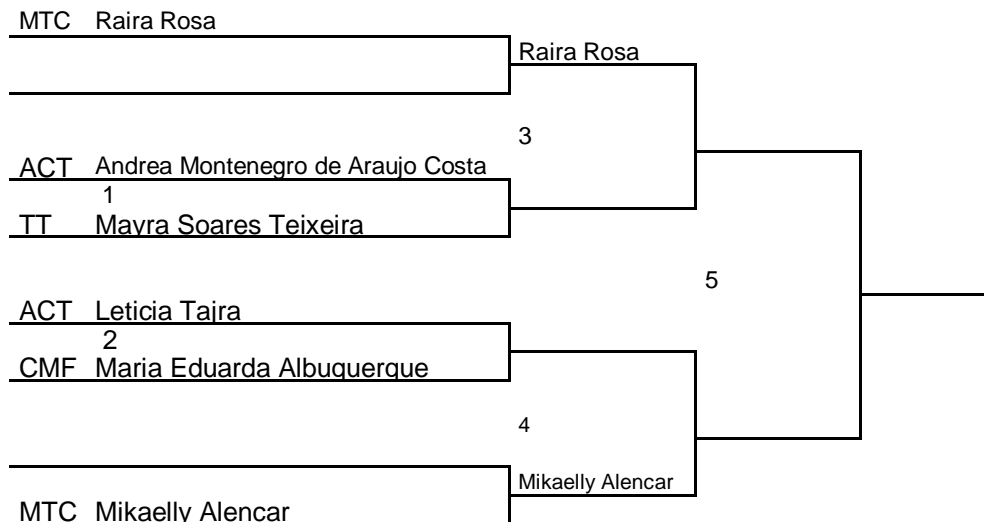 MTC Raira Rosa
Raira Rosa
3
ACT Andrea Montenegro de Araujo Costa
1
TT Mayra Soares Teixeira
5
ACT Leticia Tajra
2
CMF Maria Eduarda Albuquerque
4
Mikaelly Alencar
MTC Mikaelly Alencar